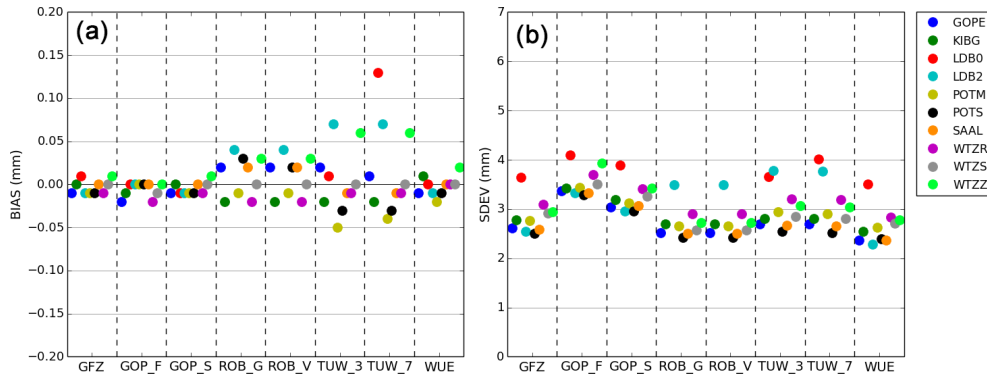 (a)
BIAS (mm)
0.20
0.15
0.10
0.05
0.00
−0.05
−0.10
−0.15
−0.20
GFZ GOP_F GOP_S ROB_G ROB_V TUW_3 TUW_7 WUE
(b)
SDEV (mm)
7
6
5
4
3
2
1
0
GFZ GOP_F GOP_S ROB_G ROB_V TUW_3 TUW_7 WUE
GOPE
KIBG
LDB0
LDB2
POTM
POTS
SAAL
WTZR
WTZS
WTZZ